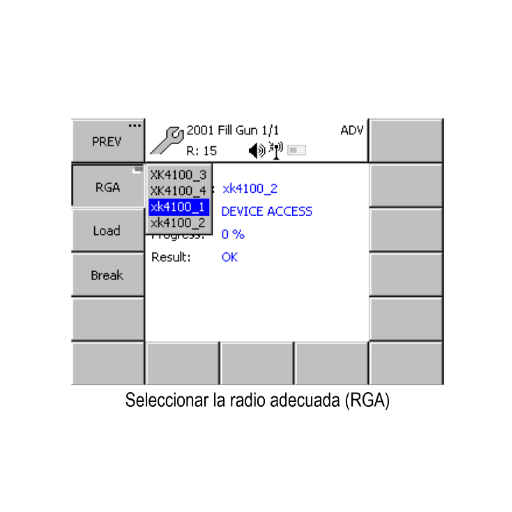 PREV ...
2001 Fill Gun 1/1 ADV
R: 15
RGA
XK4100_3
XK4100_4 : xk4100_2
xk4100_1 DEVICE ACCESS
xk4100_2
Load
Progress: 0 %
Result: OK
Break
Seleccionar la radio adecuada (RGA)